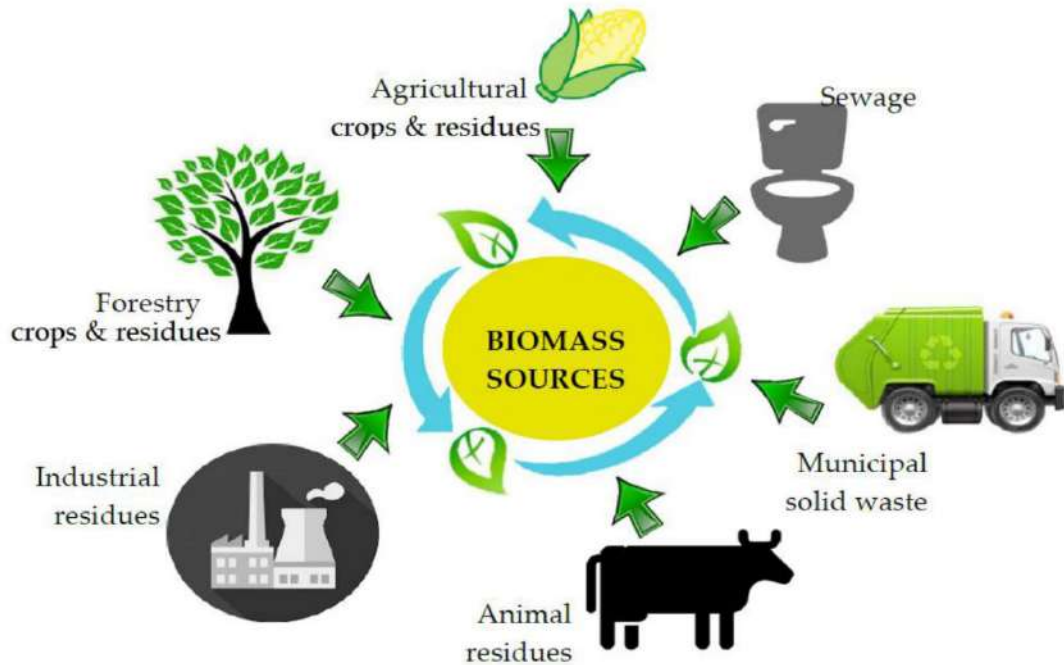 Agricultural
crops & residues
Sewage
Forestry
crops & residues
BIOMASS
SOURCES
Industrial
residues
Municipal
solid waste
Animal
residues